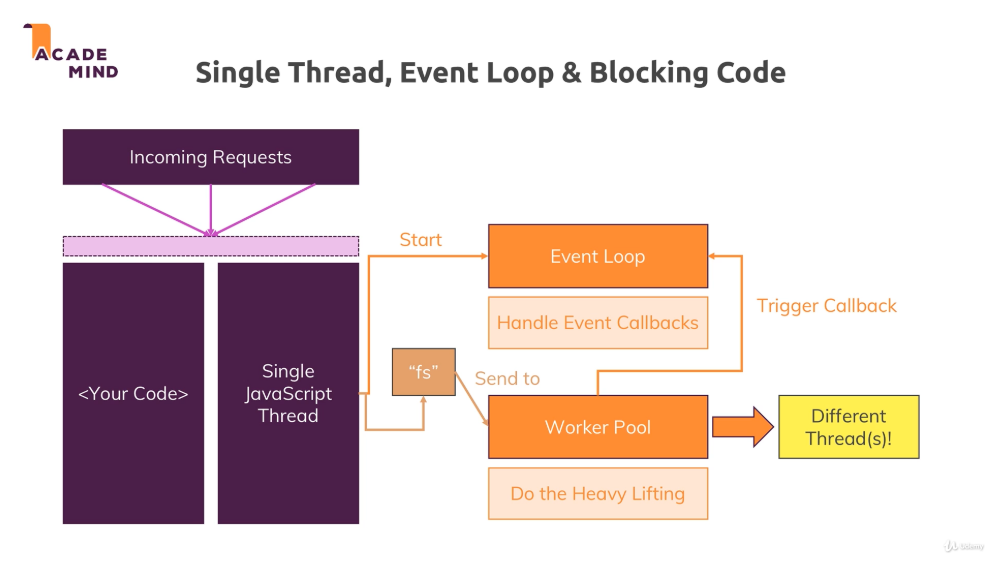 ACADE
MIND
Single Thread, Event Loop & Blocking Code
Incoming Requests
Start
Event Loop
Trigger Callback
Handle Event Callbacks
<Your Code>
Single
JavaScript
Thread
“fs”
Send to
Worker Pool
Different
Thread(s)!
Do the Heavy Lifting
Udemy